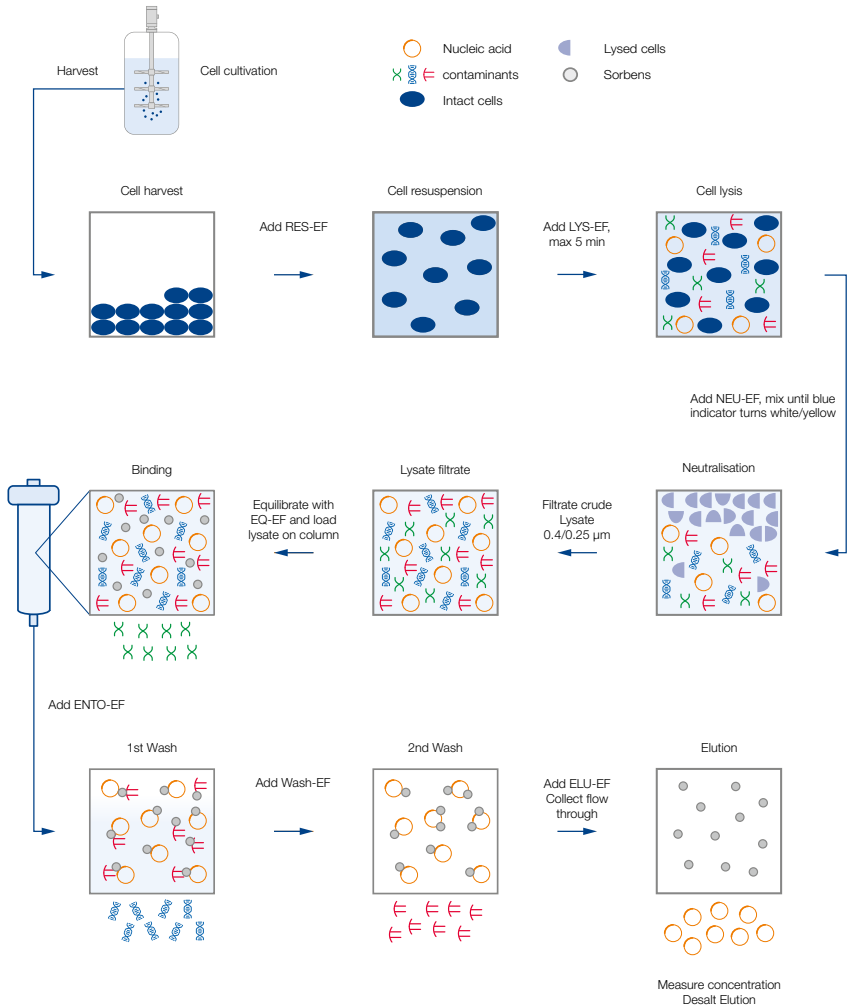 Harvest
Cell cultivation
Nucleic acid
contaminants
Intact cells
Lysed cells
Sorbens
Cell harvest
Add RES-EF
Cell resuspension
Add LYS-EF,
max 5 min
Cell lysis
Add NEU-EF, mix until blue
indicator turns white/yellow
Neutralisation
Filtrate crude
Lysate
0.4/0.25 µm
Lysate filtrate
Equilibrate with
EQ-EF and load
lysate on column
Binding
Add ENTO-EF
1st Wash
Add Wash-EF
2nd Wash
Add ELU-EF
Collect flow
through
Elution
Measure concentration
Desalt Elution